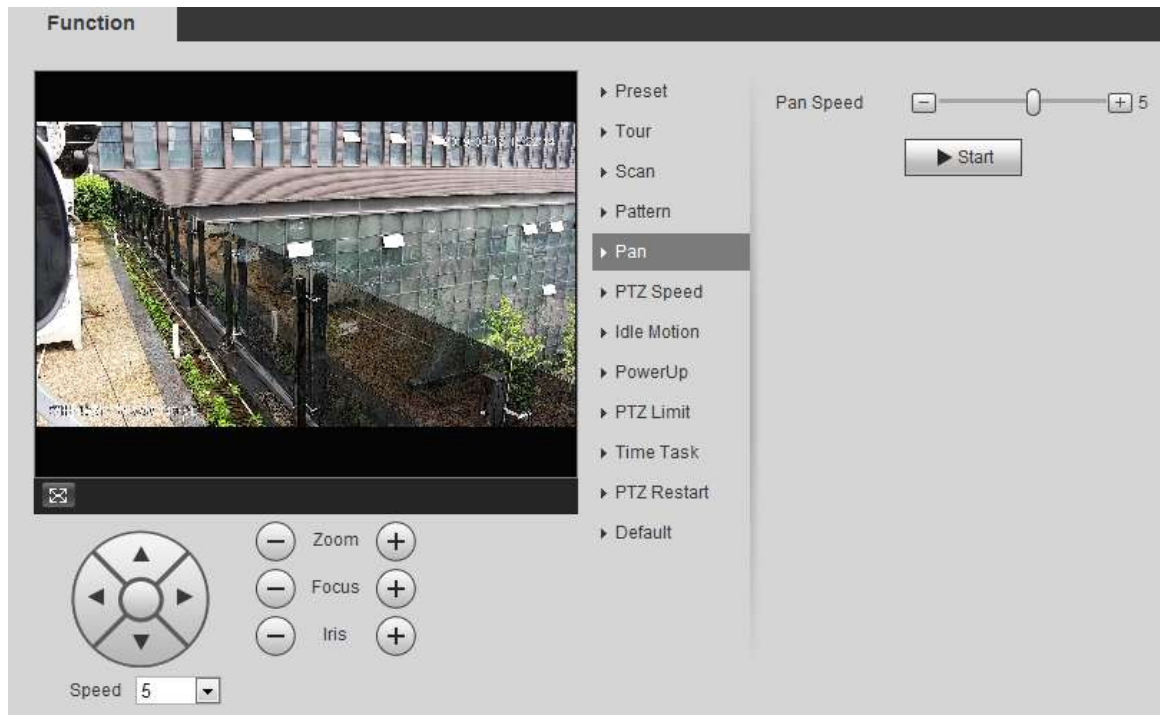 Function
Preset
Tour
Scan
Pattern
Pan
PTZ Speed
Idle Motion
PowerUp
PTZ Limit
Time Task
PTZ Restart
Default
Pan Speed
5
Start
Zoom
Focus
Iris
Speed 5